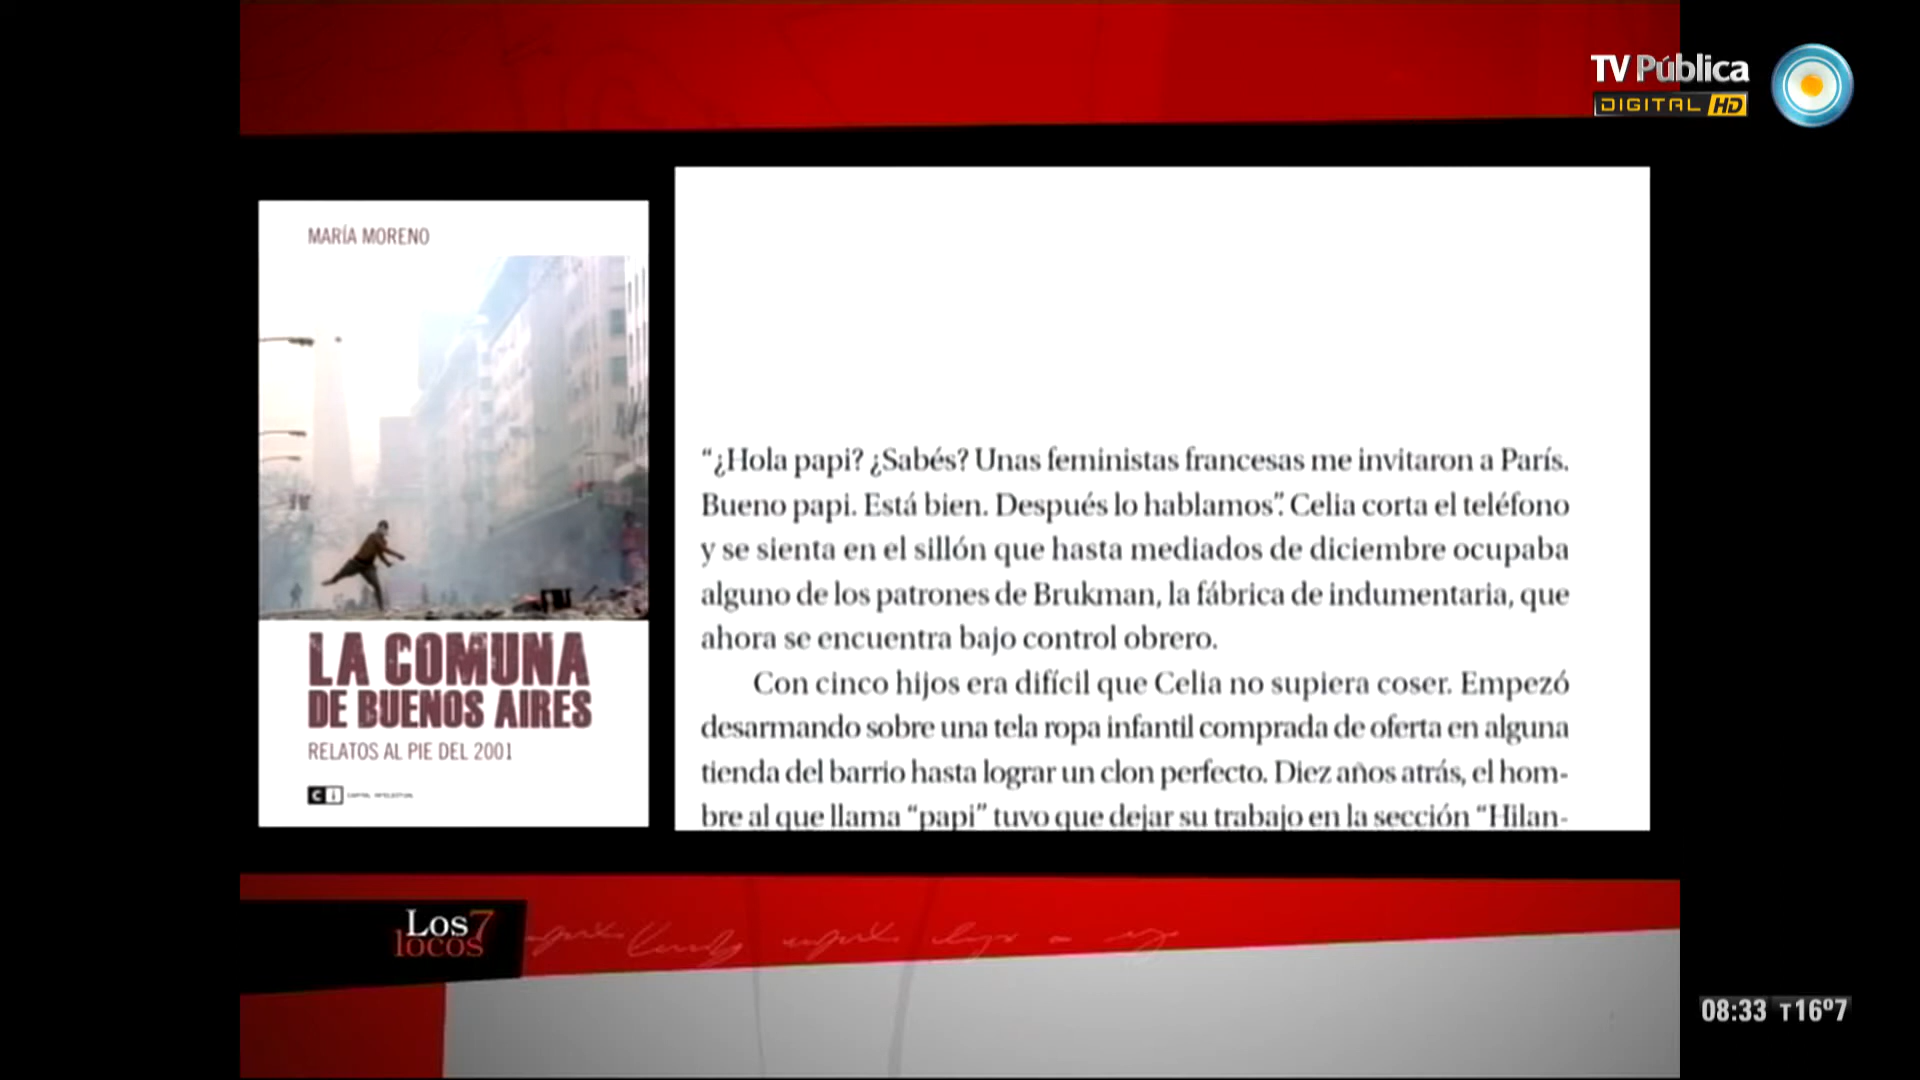 TV Pública
DIGITAL HD
MARÍA MORENO
LA COMUNA
DE BUENOS AIRES
RELATOS AL PIE DEL 2001
“¿Hola papi? ¿Sabés? Unas feministas francesas me invitaron a París.
Bueno papi. Está bien. Después lo hablamos”. Celia corta el teléfono
y se sienta en el sillón que hasta mediados de diciembre ocupaba
alguno de los patrones de Brukman, la fábrica de indumentaria, que
ahora se encuentra bajo control obrero.
Con cinco hijos era difícil que Celia no supiera coser. Empezó
desarmando sobre una tela ropa infantil comprada de oferta en alguna
tienda del barrio hasta lograr un clon perfecto. Diez años atrás, el hom-
bre al que llama “papi” tuvo que dejar su trabajo en la sección “Hilan-
Los 7
locos
08:33 T16º7